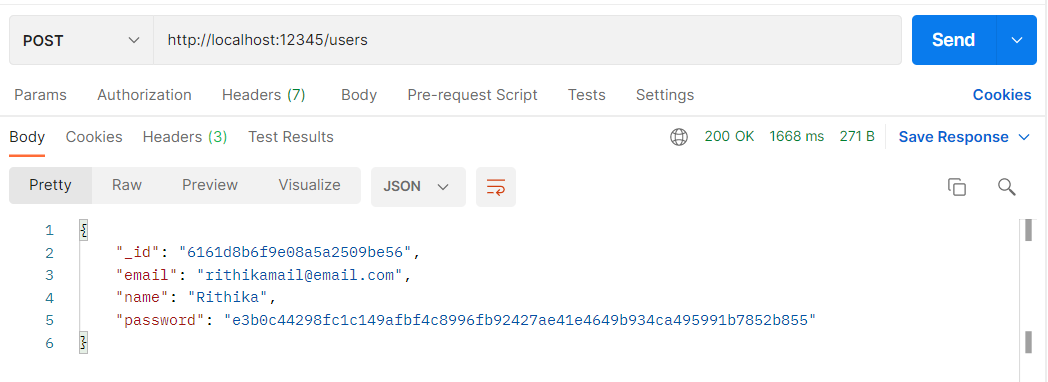 POST http://localhost:12345/users Send
Params Authorization Headers (7) Body Pre-request Script Tests Settings Cookies
Body Cookies Headers (3) Test Results 200 OK 1668 ms 271 B Save Response
Pretty Raw Preview Visualize JSON
1 {
2 "_id": "6161d8b6f9e08a5a2509be56",
3 "email": "rithikamail@email.com",
4 "name": "Rithika",
5 "password": "e3b0c44298fc1c149afbf4c8996fb92427ae41e4649b934ca495991b7852b855"
6 }